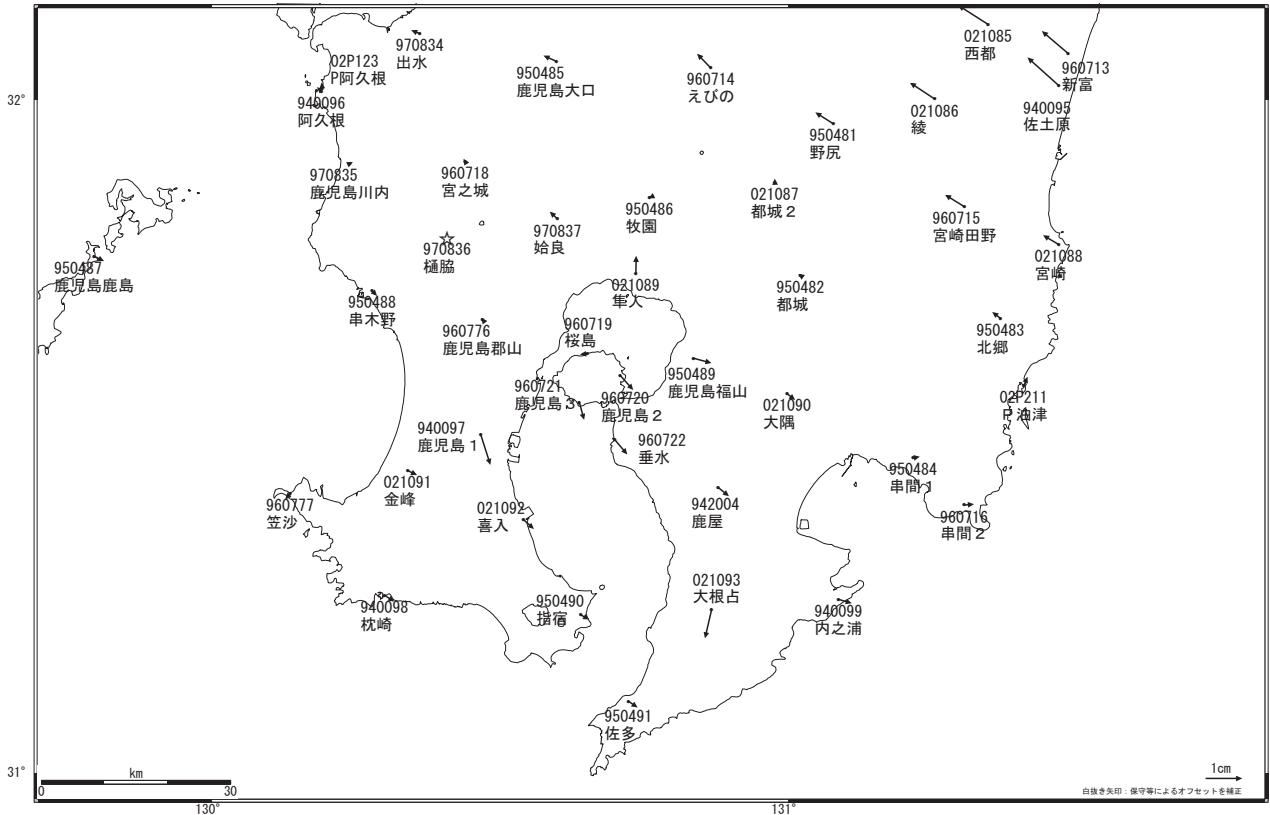 02P123
P阿久根
970834
出水
950485
鹿児島大口
960714
えびの
021085
西都
960713
新富
32°
940096
阿久根
021086
綾
940095
佐土原
950481
野尻
970835
鹿児島川内
960718
宮之城
021087
都城2
950486
牧園
960715
宮崎田野
970837
姶良
970836
樋脇
021088
宮崎
950487
鹿児島鹿島
021089
隼人
950482
都城
950488
串木野
960776
鹿児島郡山
960719
桜島
950483
北郷
950489
鹿児島福山
960721
鹿児島3
960720
鹿児島2
021090
大隅
02P211
P油津
940097
鹿児島1
960722
垂水
950484
串間1
021091
金峰
942004
鹿屋
960777
笠沙
021092
喜入
960716
串間2
021093
大根占
940098
枕崎
950490
指宿
940099
内之浦
950491
佐多
31°
km
0
30
1cm
白抜き矢印：保守等によるオフセットを補正
130°
131°